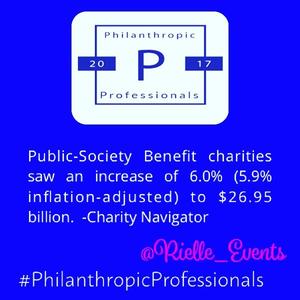 Philanthropic
20 P 17
Professionals
Public-Society Benefit charities
saw an increase of 6.0% (5.9%
inflation-adjusted) to $26.95
billion. -Charity Navigator
@Rielle_Events
#PhilanthropicProfessionals